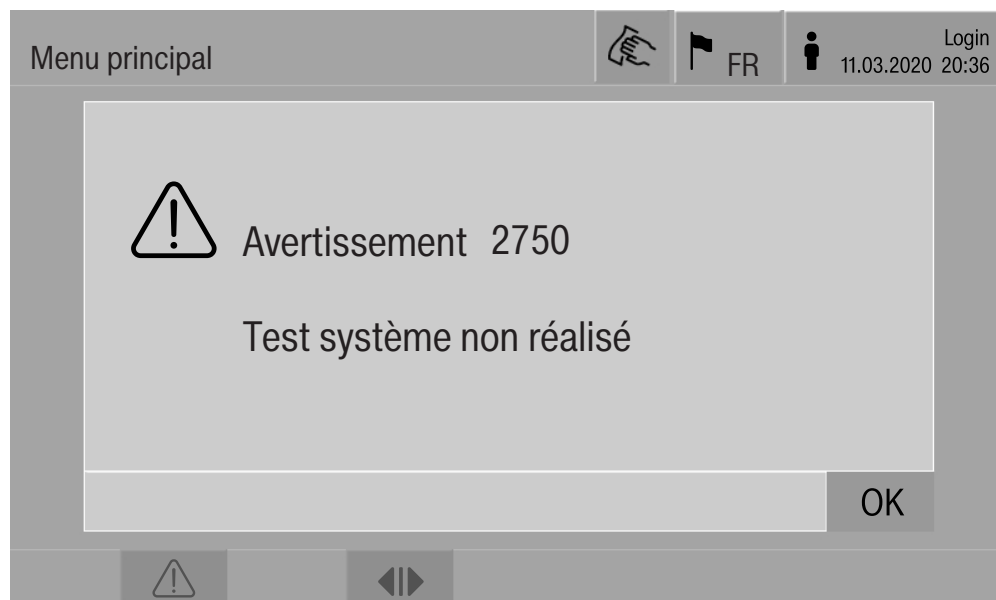 Menu principal
FR
Login
11.03.2020 20:36
Avertissement 2750
Test système non réalisé
OK